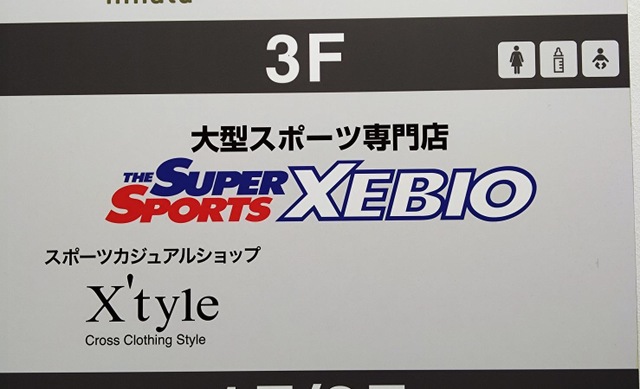 3F
大型スポーツ専門店
THE SUPER SPORTS XEBIO
スポーツカジュアルショップ
X'tyle
Cross Clothing Style